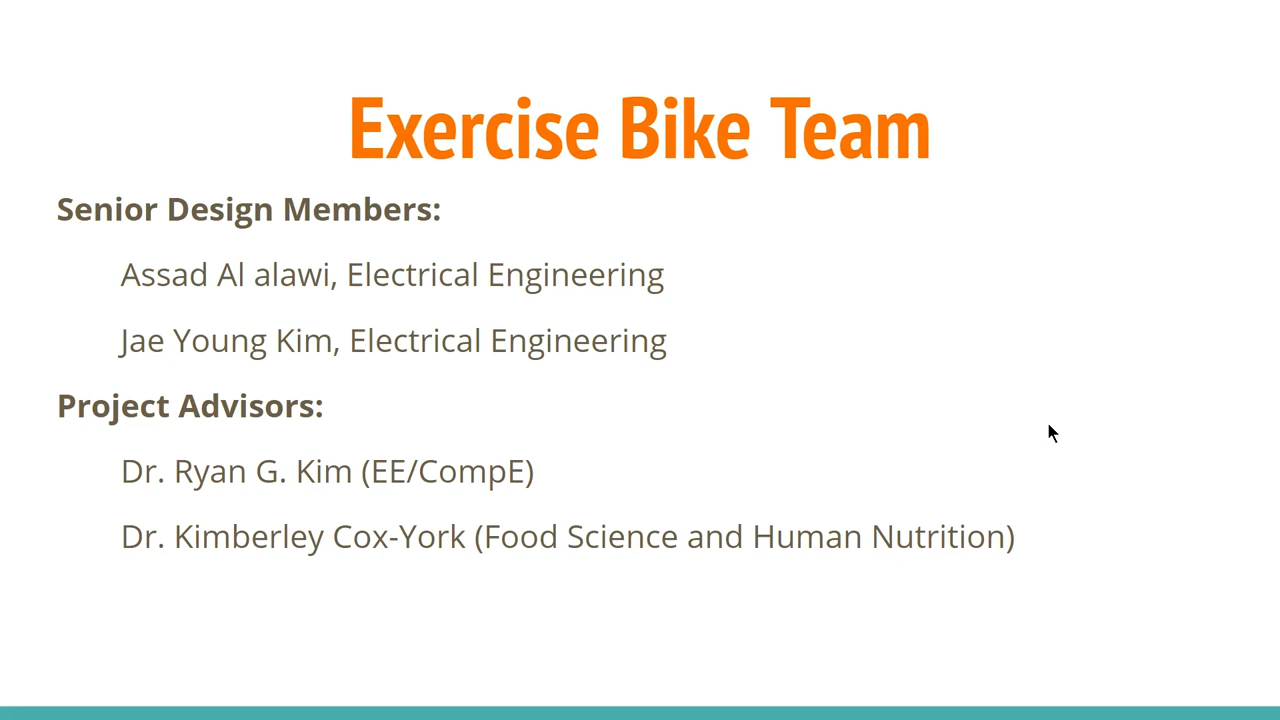 Exercise Bike Team
Senior Design Members:
Assad Al alawi, Electrical Engineering
Jae Young Kim, Electrical Engineering
Project Advisors:
Dr. Ryan G. Kim (EE/CompE)
Dr. Kimberley Cox-York (Food Science and Human Nutrition)